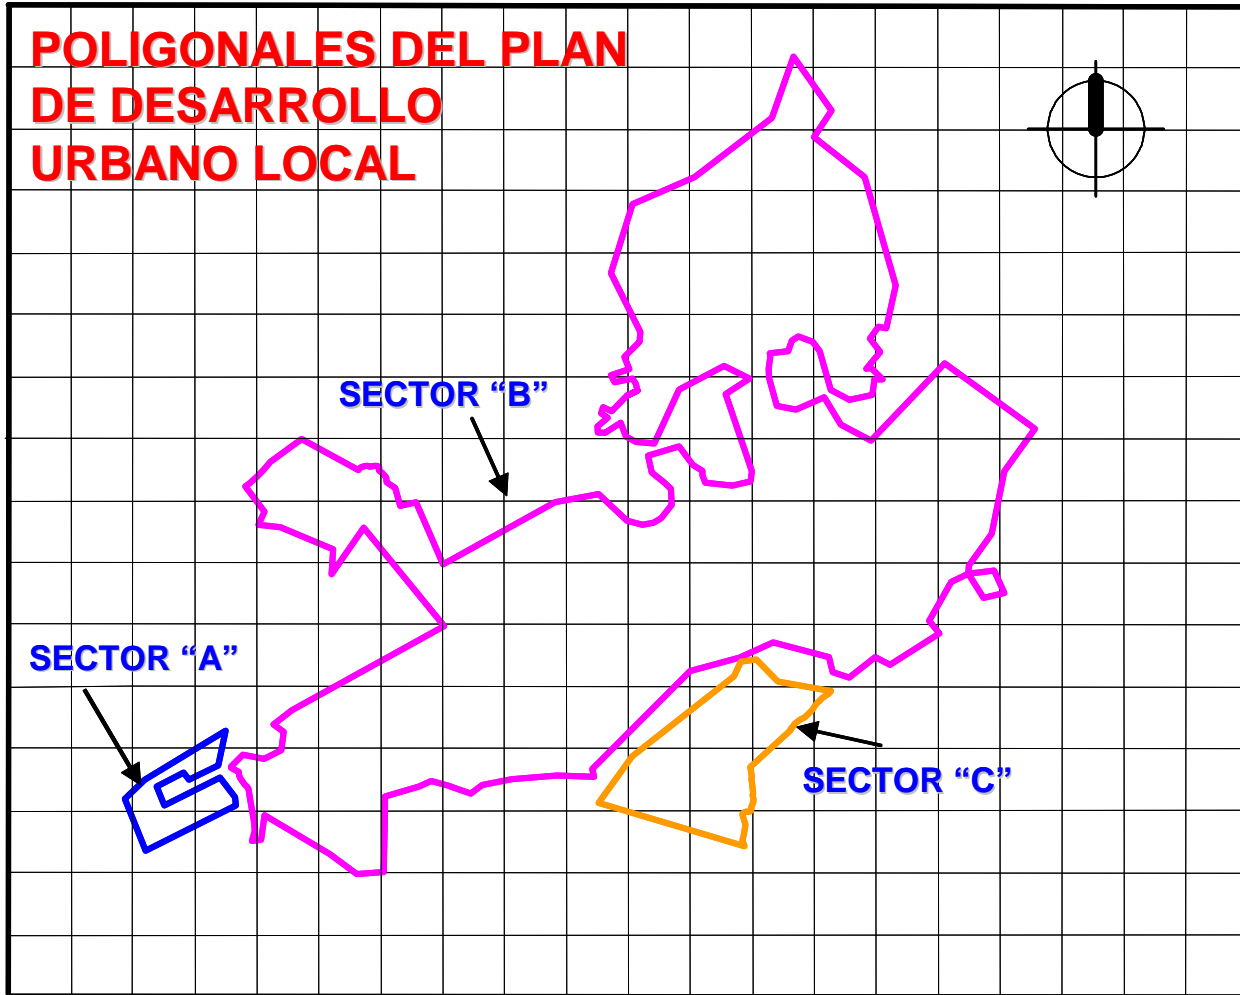 POLIGONALES DEL PLAN
DE DESARROLLO
URBANO LOCAL
SECTOR “B”
SECTOR “A”
SECTOR “C”